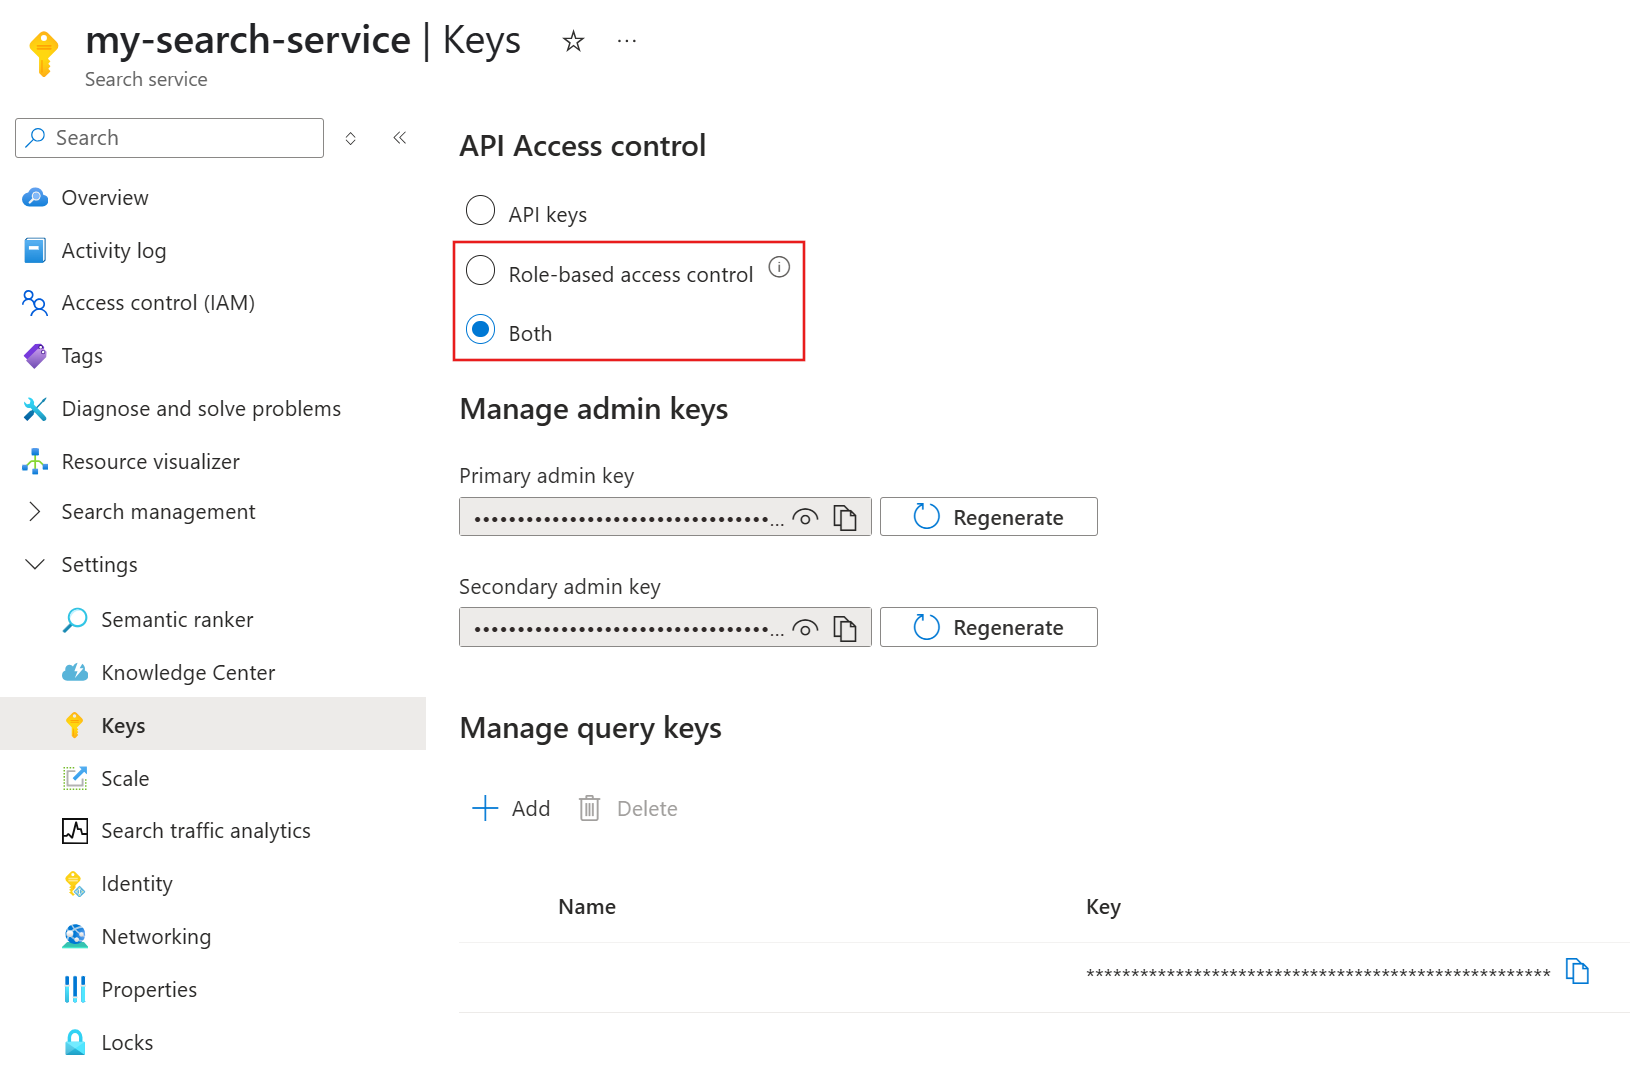 my-search-service | Keys
Search service
Search
Overview
Activity log
Access control (IAM)
Tags
Diagnose and solve problems
Resource visualizer
Search management
Settings
Semantic ranker
Knowledge Center
Keys
Scale
Search traffic analytics
Identity
Networking
Properties
Locks
API Access control
API keys
Role-based access control
Both
Manage admin keys
Primary admin key
••••••••••••••••••••••••••••••••••... Regenerate
Secondary admin key
••••••••••••••••••••••••••••••••••... Regenerate
Manage query keys
Add Delete
Name Key
****************************************************